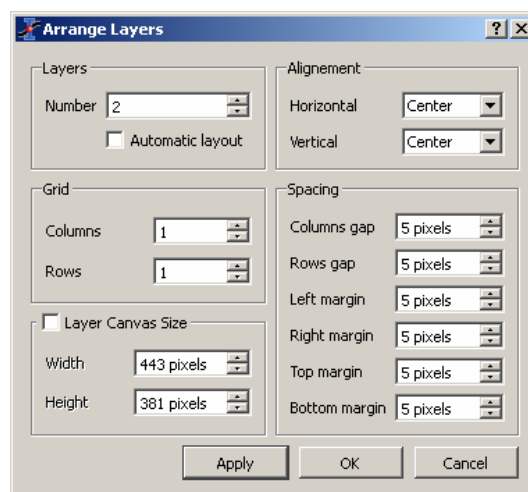 Arrange Layers
Layers
Number 2
Automatic layout
Alignement
Horizontal Center
Vertical Center
Grid
Columns 1
Rows 1
Spacing
Columns gap 5 pixels
Rows gap 5 pixels
Left margin 5 pixels
Right margin 5 pixels
Top margin 5 pixels
Bottom margin 5 pixels
Layer Canvas Size
Width 443 pixels
Height 381 pixels
Apply OK Cancel